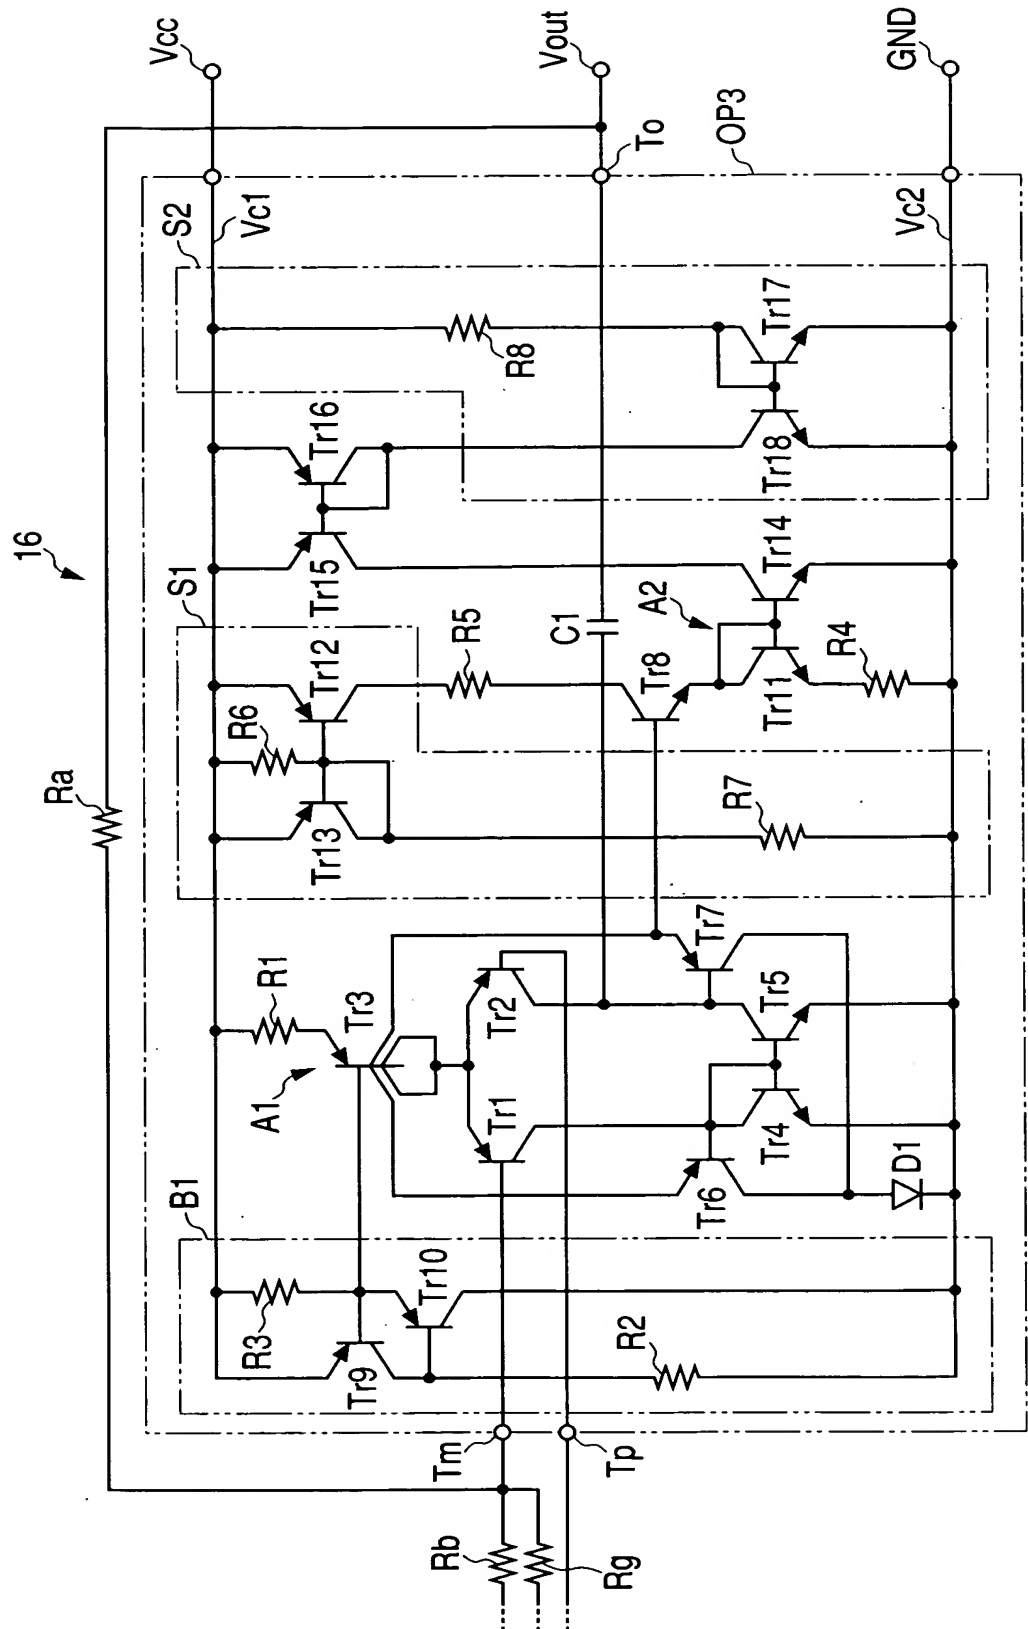 16
Ra
Vcc
Vout
GND
S1
S2
Vc1
To
OP3
Vc2
B1
A1
R1
Tr3
R3
Tr9
Tr10
R2
Tm
Tp
Rb
Rg
Tr1
Tr2
Tr6
Tr7
Tr4
Tr5
D1
R6
Tr13
Tr12
R7
R5
C1
Tr8
A2
Tr11
Tr14
R4
Tr15
Tr16
R8
Tr18
Tr17